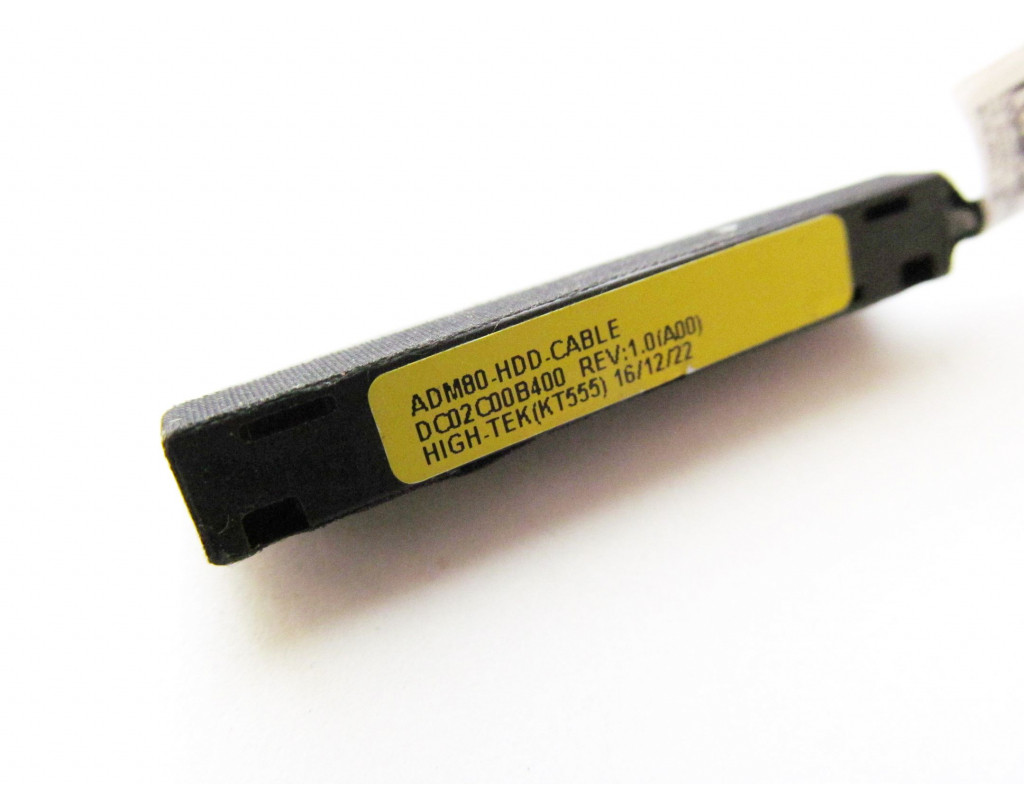 ADM80-HDD-CABLE
DC02C00B400 REV:1.0(A00)
HIGH-TEK(KT555) 16/12/22